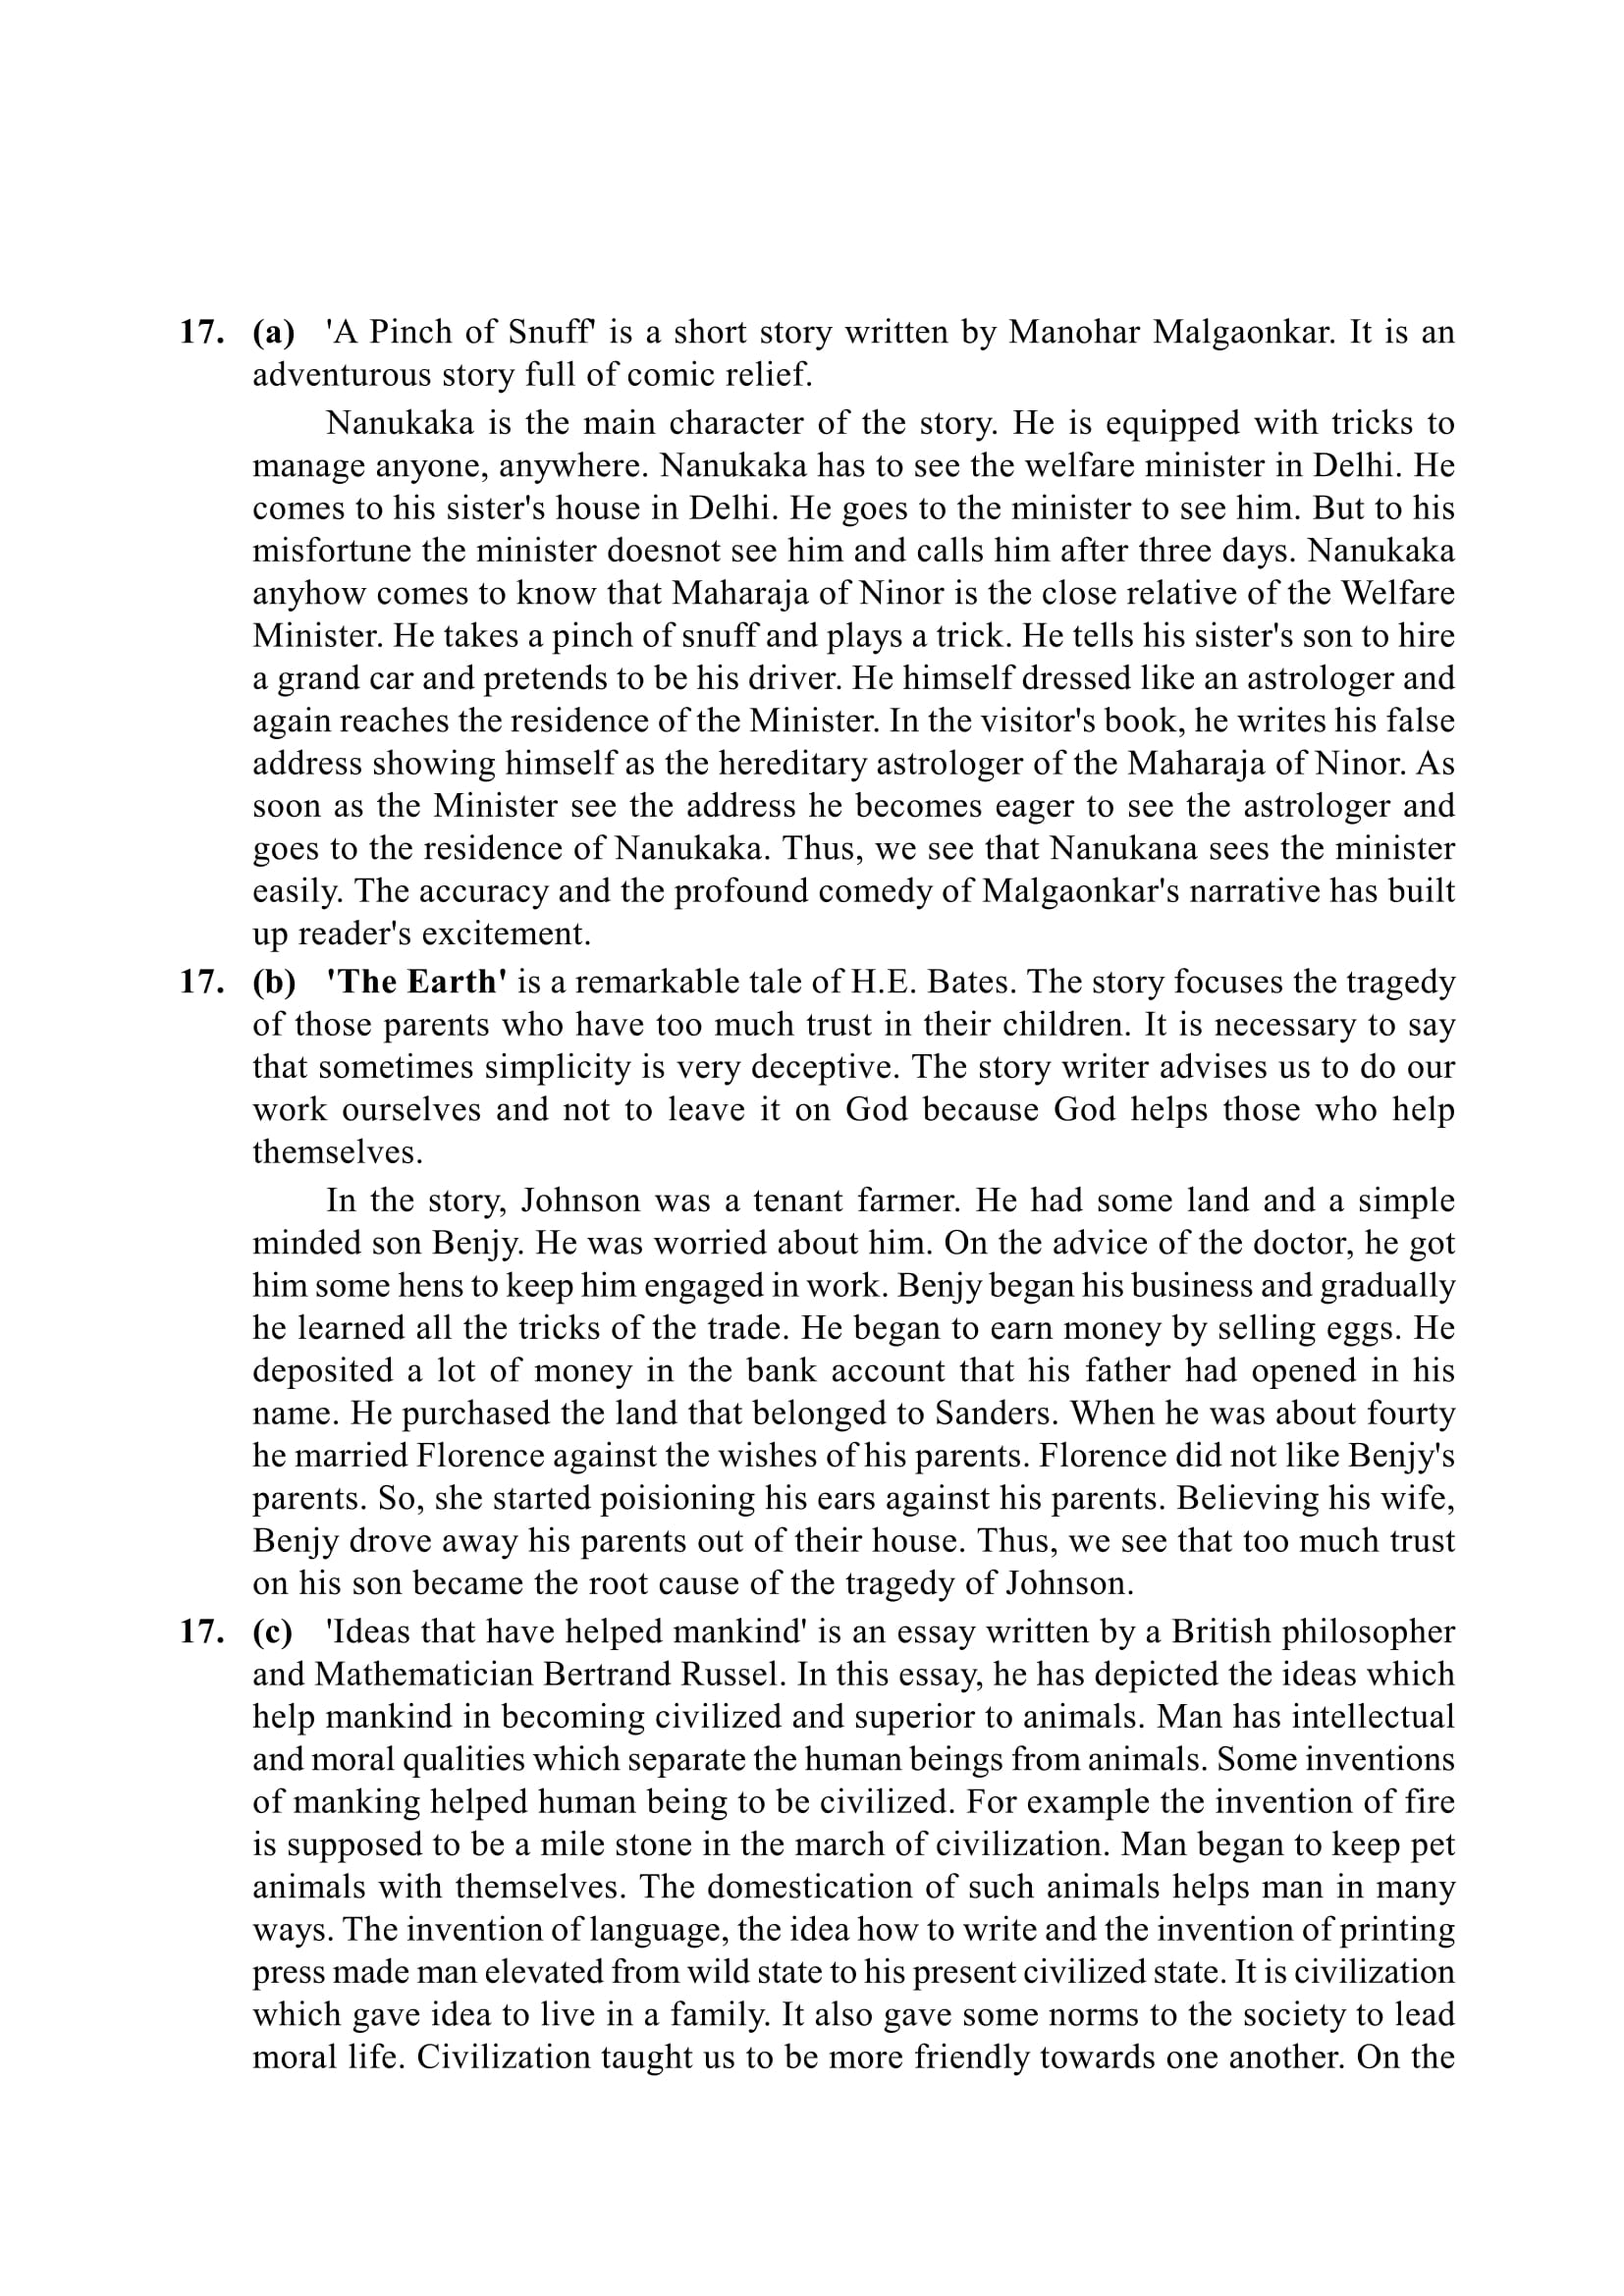 17. (a) 'A Pinch of Snuff' is a short story written by Manohar Malgaonkar. It is an
adventurous story full of comic relief.
Nanukaka is the main character of the story. He is equipped with tricks to
manage anyone, anywhere. Nanukaka has to see the welfare minister in Delhi. He
comes to his sister's house in Delhi. He goes to the minister to see him. But to his
misfortune the minister doesnot see him and calls him after three days. Nanukaka
anyhow comes to know that Maharaja of Ninor is the close relative of the Welfare
Minister. He takes a pinch of snuff and plays a trick. He tells his sister's son to hire
a grand car and pretends to be his driver. He himself dressed like an astrologer and
again reaches the residence of the Minister. In the visitor's book, he writes his false
address showing himself as the hereditary astrologer of the Maharaja of Ninor. As
soon as the Minister see the address he becomes eager to see the astrologer and
goes to the residence of Nanukaka. Thus, we see that Nanukana sees the minister
easily. The accuracy and the profound comedy of Malgaonkar's narrative has built
up reader's excitement.
17. (b) 'The Earth' is a remarkable tale of H.E. Bates. The story focuses the tragedy
of those parents who have too much trust in their children. It is necessary to say
that sometimes simplicity is very deceptive. The story writer advises us to do our
work ourselves and not to leave it on God because God helps those who help
themselves.
In the story, Johnson was a tenant farmer. He had some land and a simple
minded son Benjy. He was worried about him. On the advice of the doctor, he got
him some hens to keep him engaged in work. Benjy began his business and gradually
he learned all the tricks of the trade. He began to earn money by selling eggs. He
deposited a lot of money in the bank account that his father had opened in his
name. He purchased the land that belonged to Sanders. When he was about fourty
he married Florence against the wishes of his parents. Florence did not like Benjy's
parents. So, she started poisioning his ears against his parents. Believing his wife,
Benjy drove away his parents out of their house. Thus, we see that too much trust
on his son became the root cause of the tragedy of Johnson.
17. (c) 'Ideas that have helped mankind' is an essay written by a British philosopher
and Mathematician Bertrand Russel. In this essay, he has depicted the ideas which
help mankind in becoming civilized and superior to animals. Man has intellectual
and moral qualities which separate the human beings from animals. Some inventions
of manking helped human being to be civilized. For example the invention of fire
is supposed to be a mile stone in the march of civilization. Man began to keep pet
animals with themselves. The domestication of such animals helps man in many
ways. The invention of language, the idea how to write and the invention of printing
press made man elevated from wild state to his present civilized state. It is civilization
which gave idea to live in a family. It also gave some norms to the society to lead
moral life. Civilization taught us to be more friendly towards one another. On the